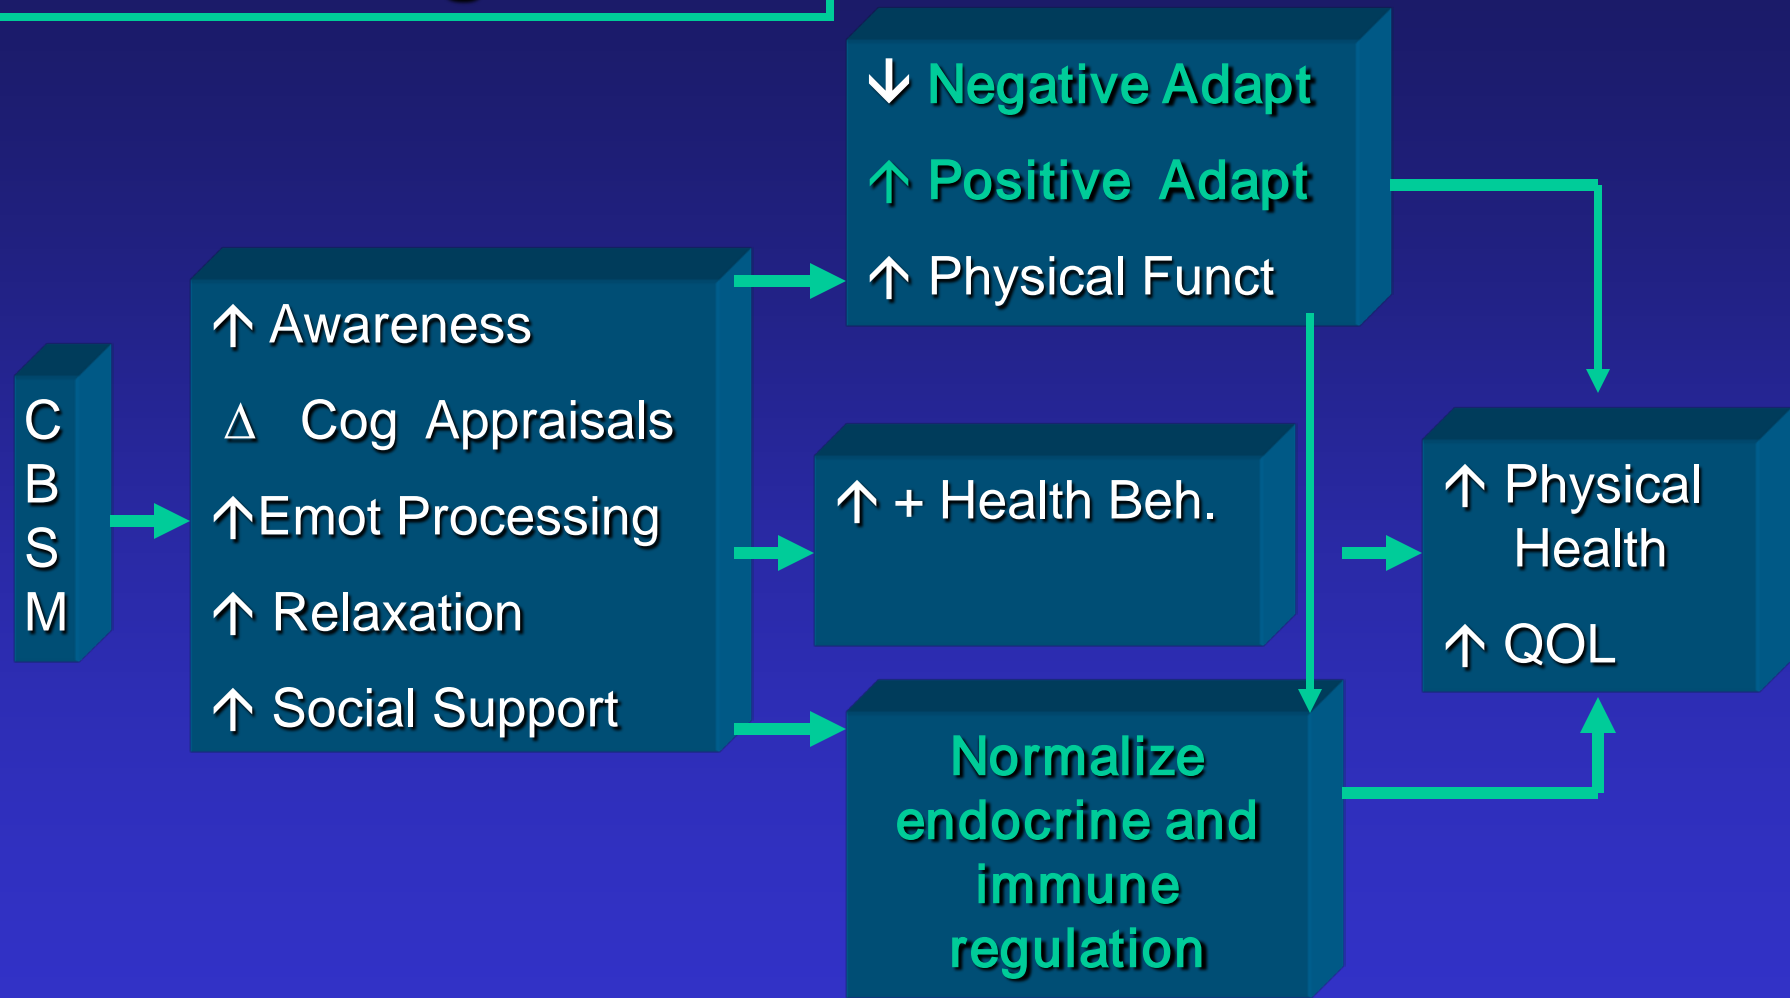 C
B
S
M
↑ Awareness
Δ Cog Appraisals
↑Emot Processing
↑ Relaxation
↑ Social Support
↓ Negative Adapt
↑ Positive Adapt
↑ Physical Funct
↑ + Health Beh.
Normalize
endocrine and
immune
regulation
↑ Physical
Health
↑ QOL